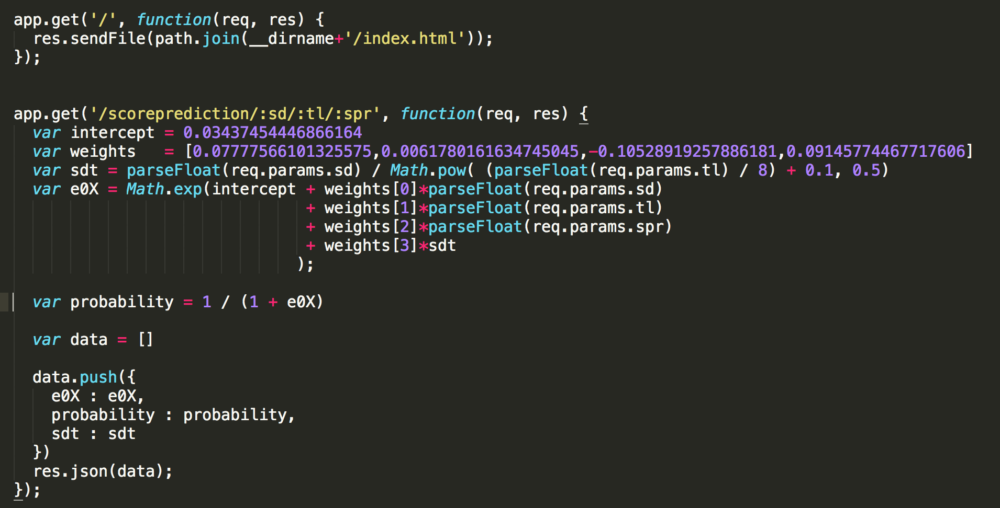 app.get('/', function(req, res) {
  res.sendFile(path.join(__dirname+'/index.html'));
});
app.get('/scoreprediction/:sd/:tl/:spr', function(req, res) {
  var intercept = 0.03437454446866164
  var weights   = [0.07777566101325575,0.0061780161634745045,-0.10528919257886181,0.09145774467717606]
  var sdt = parseFloat(req.params.sd) / Math.pow( (parseFloat(req.params.tl) / 8) + 0.1, 0.5)
  var e0X = Math.exp(intercept + weights[0]*parseFloat(req.params.sd)
                               + weights[1]*parseFloat(req.params.tl)
                               + weights[2]*parseFloat(req.params.spr)
                               + weights[3]*sdt
                              );
  var probability = 1 / (1 + e0X)
  var data = []
  data.push({
    e0X : e0X,
    probability : probability,
    sdt : sdt
  })
  res.json(data);
});